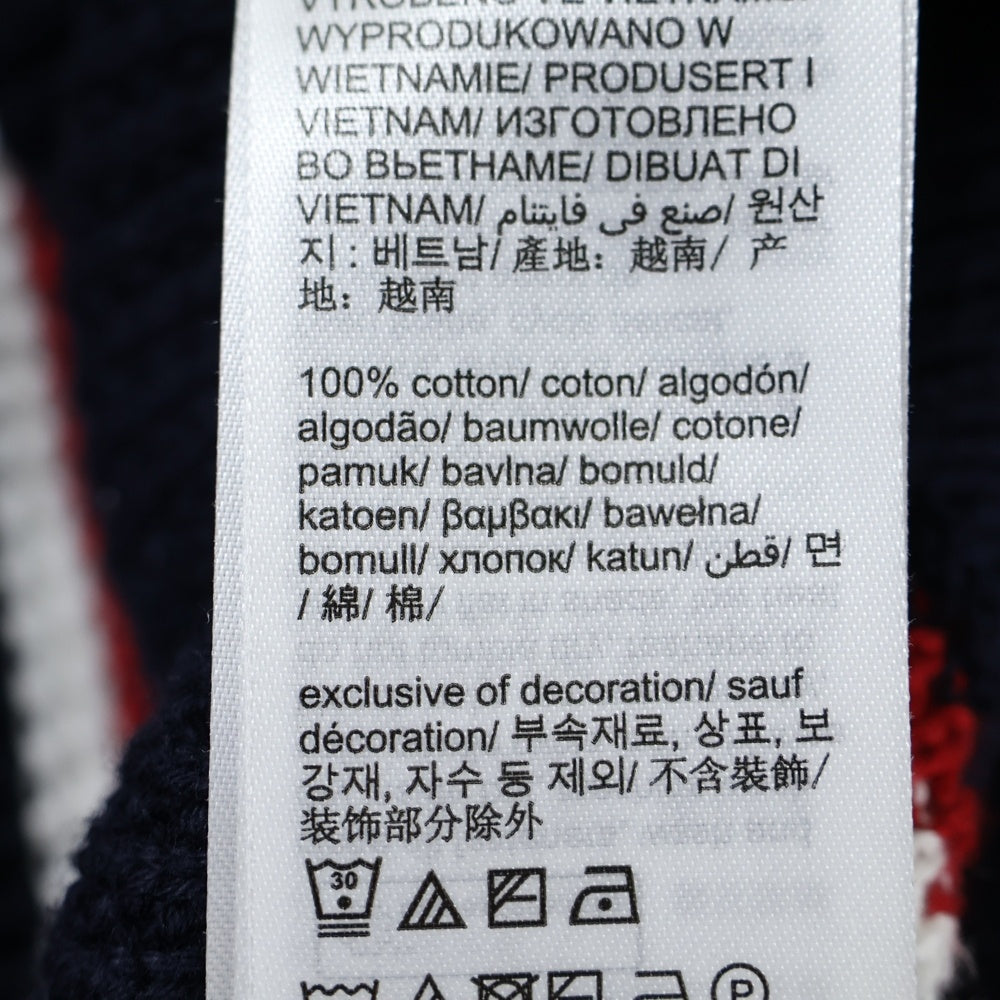 VYROBENO VE VIETNAMU/
WYPRODUKOWANO W
WIETNAMIE/ PRODUSERT I
VIETNAM/ ИЗГОТОВЛЕНО
ВО ВЬЕТНАМЕ/ DIBUAT DI
VIETNAM/ صنع في فايتنام/ 원산
지 : 베트남/ 產地：越南/ 产
地：越南
100% cotton/ coton/ algodón/
algodão/ baumwolle/ cotone/
pamuk/ bavlna/ bomuld/
katoen/ βαμβακι/ bawełna/
bomull/ хлопок/ katun/ قطن/ 면
/ 綿/ 棉/
exclusive of decoration/ sauf
décoration/ 부속재료, 상표, 보
강재, 자수 등 제외/ 不含裝飾/
装饰部分除外
30
P